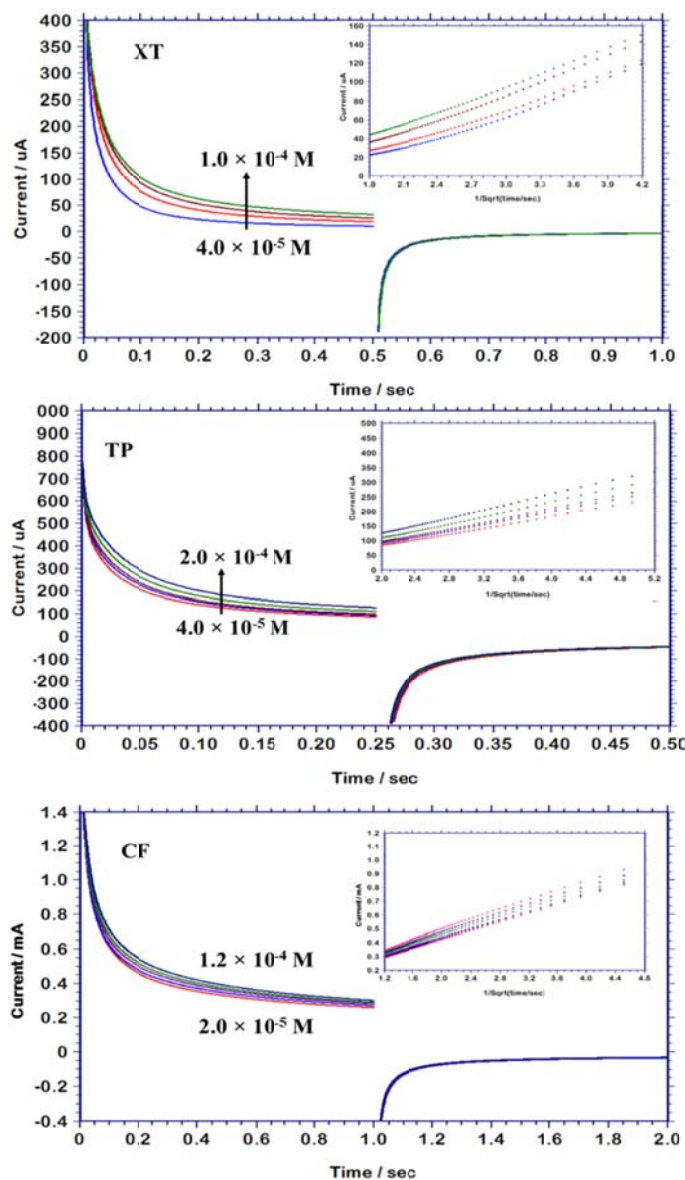 400
350
300
250
200
150
100
50
0
-50
-100
-150
-200
Current / uA
XT
1.0 × 10-4 M
4.0 × 10-5 M
0 0.1 0.2 0.3 0.4 0.5 0.6 0.7 0.8 0.9 1.0
Time / sec
160
140
120
100
80
60
40
20
0
Current / uA
1.8 2.1 2.4 2.7 3.0 3.3 3.6 3.9 4.2
1/Sqrt(time/sec)
000
900
800
700
600
500
400
300
200
100
0
-100
-200
-300
-400
Current / uA
TP
2.0 × 10-4 M
4.0 × 10-5 M
0 0.05 0.10 0.15 0.20 0.25 0.30 0.35 0.40 0.45 0.50
Time / sec
500
450
400
350
300
250
200
150
100
50
0
Current / uA
2.0 2.4 2.8 3.2 3.6 4.0 4.4 4.8 5.2
1/Sqrt(time/sec)
1.4
1.2
1.0
0.8
0.6
0.4
0.2
0
-0.2
-0.4
Current / mA
CF
1.2 × 10-4 M
2.0 × 10-5 M
0 0.2 0.4 0.6 0.8 1.0 1.2 1.4 1.6 1.8 2.0
Time / sec
1.2
1.1
1.0
0.9
0.8
0.7
0.6
0.5
0.4
0.3
0.2
Current / mA
1.2 1.6 2.0 2.4 2.8 3.2 3.6 4.0 4.4 4.8
1/Sqrt(time/sec)